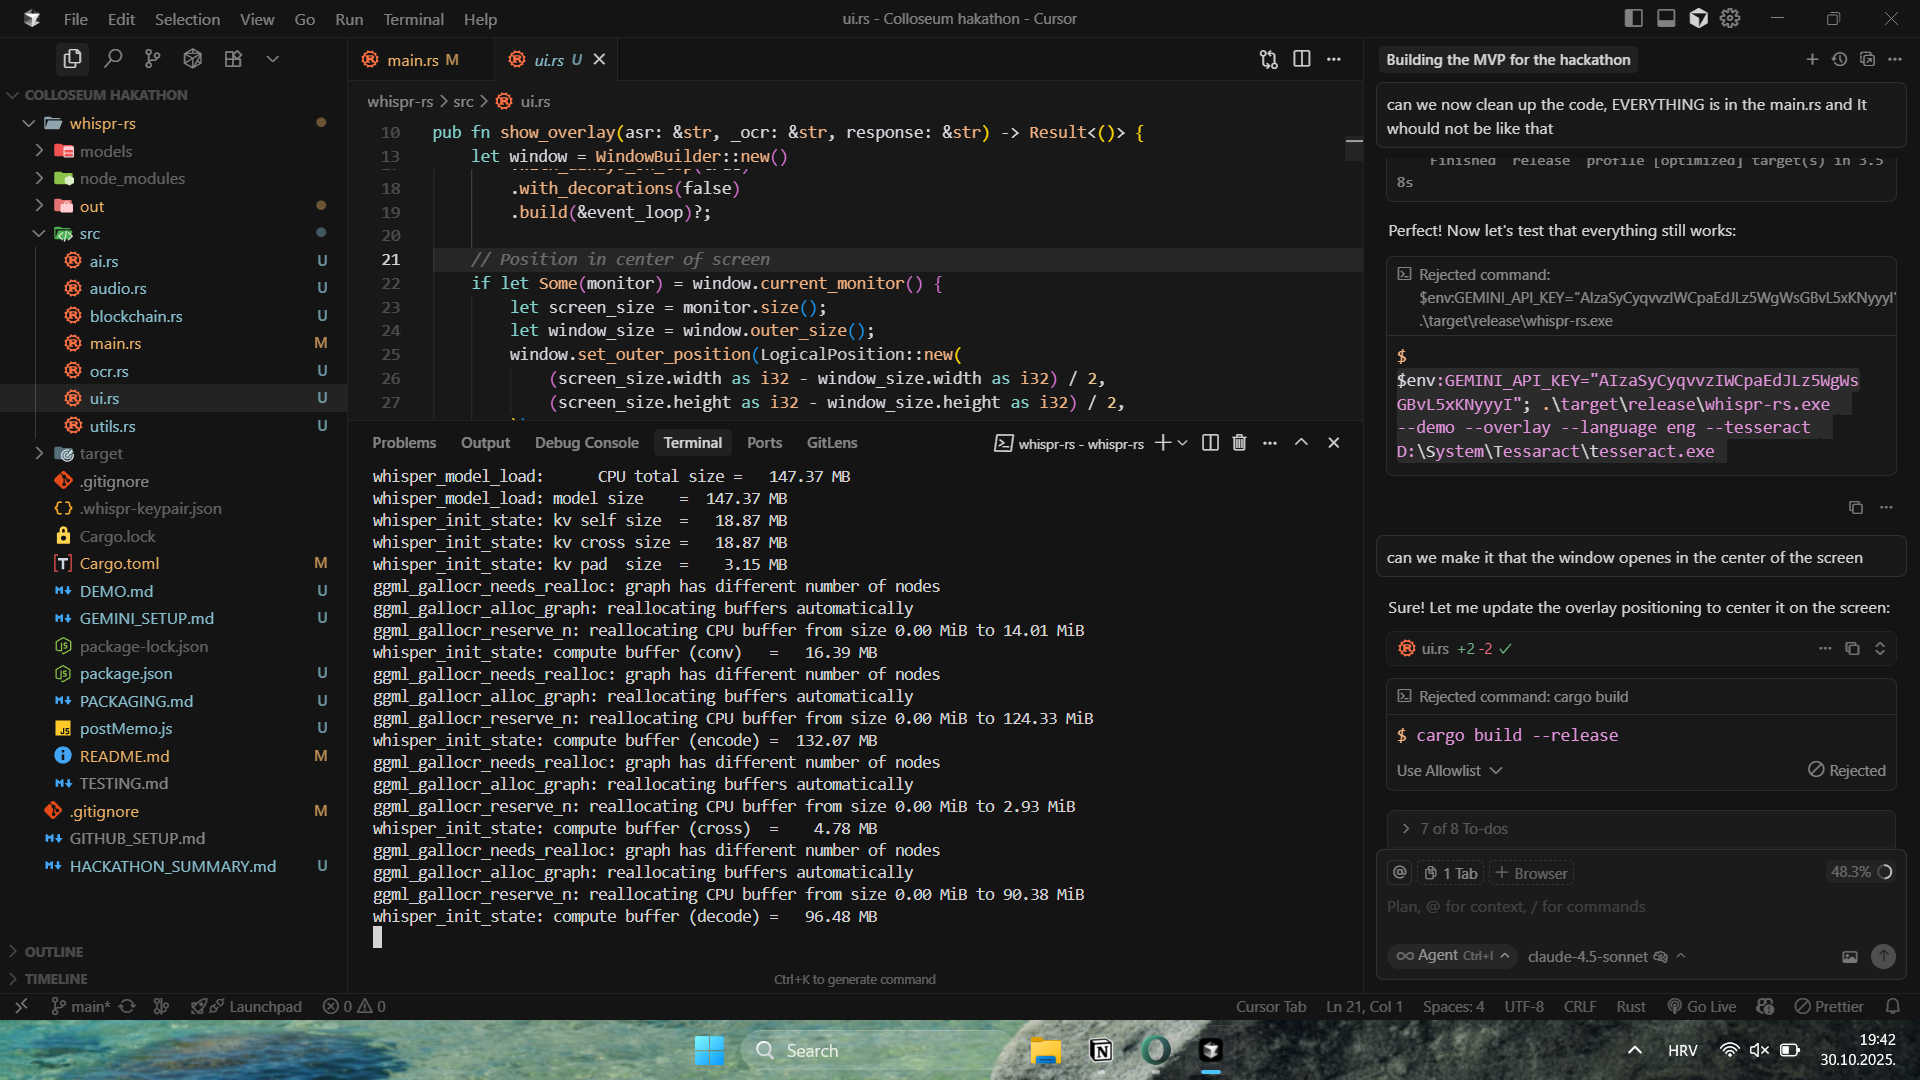 File Edit Selection View Go Run Terminal Help
ui.rs - Colloseum hakathon - Cursor
COLLOSEUM HAKATHON
whispr-rs
models
node_modules
out
src
ai.rs U
audio.rs U
blockchain.rs U
main.rs M
ocr.rs U
ui.rs U
utils.rs U
target
.gitignore
.whispr-keypair.json
Cargo.lock
Cargo.toml M
DEMO.md U
GEMINI_SETUP.md U
package-lock.json
package.json U
PACKAGING.md U
postMemo.js U
README.md M
TESTING.md
.gitignore M
GITHUB_SETUP.md
HACKATHON_SUMMARY.md U
OUTLINE
TIMELINE
main.rs M
ui.rs U
whispr-rs > src > ui.rs
10 pub fn show_overlay(asr: &str, _ocr: &str, response: &str) -> Result<()> {
13 let window = WindowBuilder::new()
18 .with_decorations(false)
19 .build(&event_loop)?;
20
21 // Position in center of screen
22 if let Some(monitor) = window.current_monitor() {
23 let screen_size = monitor.size();
24 let window_size = window.outer_size();
25 window.set_outer_position(LogicalPosition::new(
26 (screen_size.width as i32 - window_size.width as i32) / 2,
27 (screen_size.height as i32 - window_size.height as i32) / 2,
Problems Output Debug Console Terminal Ports GitLens
whispr-rs - whispr-rs
whisper_model_load: CPU total size = 147.37 MB
whisper_model_load: model size = 147.37 MB
whisper_init_state: kv self size = 18.87 MB
whisper_init_state: kv cross size = 18.87 MB
whisper_init_state: kv pad size = 3.15 MB
ggml_gallocr_needs_realloc: graph has different number of nodes
ggml_gallocr_alloc_graph: reallocating buffers automatically
ggml_gallocr_reserve_n: reallocating CPU buffer from size 0.00 MiB to 14.01 MiB
whisper_init_state: compute buffer (conv) = 16.39 MB
ggml_gallocr_needs_realloc: graph has different number of nodes
ggml_gallocr_alloc_graph: reallocating buffers automatically
ggml_gallocr_reserve_n: reallocating CPU buffer from size 0.00 MiB to 124.33 MiB
whisper_init_state: compute buffer (encode) = 132.07 MB
ggml_gallocr_needs_realloc: graph has different number of nodes
ggml_gallocr_alloc_graph: reallocating buffers automatically
ggml_gallocr_reserve_n: reallocating CPU buffer from size 0.00 MiB to 2.93 MiB
whisper_init_state: compute buffer (cross) = 4.78 MB
ggml_gallocr_needs_realloc: graph has different number of nodes
ggml_gallocr_alloc_graph: reallocating buffers automatically
ggml_gallocr_reserve_n: reallocating CPU buffer from size 0.00 MiB to 90.38 MiB
whisper_init_state: compute buffer (decode) = 96.48 MB
Ctrl+K to generate command
Building the MVP for the hackathon
can we now clean up the code, EVERYTHING is in the main.rs and It
whould not be like that
Finished `release` profile [optimized] target(s) in 3.5
8s
Perfect! Now let's test that everything still works:
Rejected command:
$env:GEMINI_API_KEY="AIzaSyCyqvvzIWCpaEdJLz5WgWsGBvL5xKNyyyI"
.\target\release\whispr-rs.exe
$
$env:GEMINI_API_KEY="AIzaSyCyqvvzIWCpaEdJLz5WgWs
GBvL5xKNyyyI"; .\target\release\whispr-rs.exe
--demo --overlay --language eng --tesseract
D:\System\Tessaract\tesseract.exe
can we make it that the window openes in the center of the screen
Sure! Let me update the overlay positioning to center it on the screen:
ui.rs +2 -2
Rejected command: cargo build
$ cargo build --release
Use Allowlist
Rejected
7 of 8 To-dos
@ 1 Tab + Browser
48.3%
Plan, @ for context, / for commands
Agent Ctrl+I claude-4.5-sonnet
main* Launchpad 0 0
Cursor Tab Ln 21, Col 1 Spaces: 4 UTF-8 CRLF Rust Go Live Prettier
Search
HRV
19:42
30.10.2025.